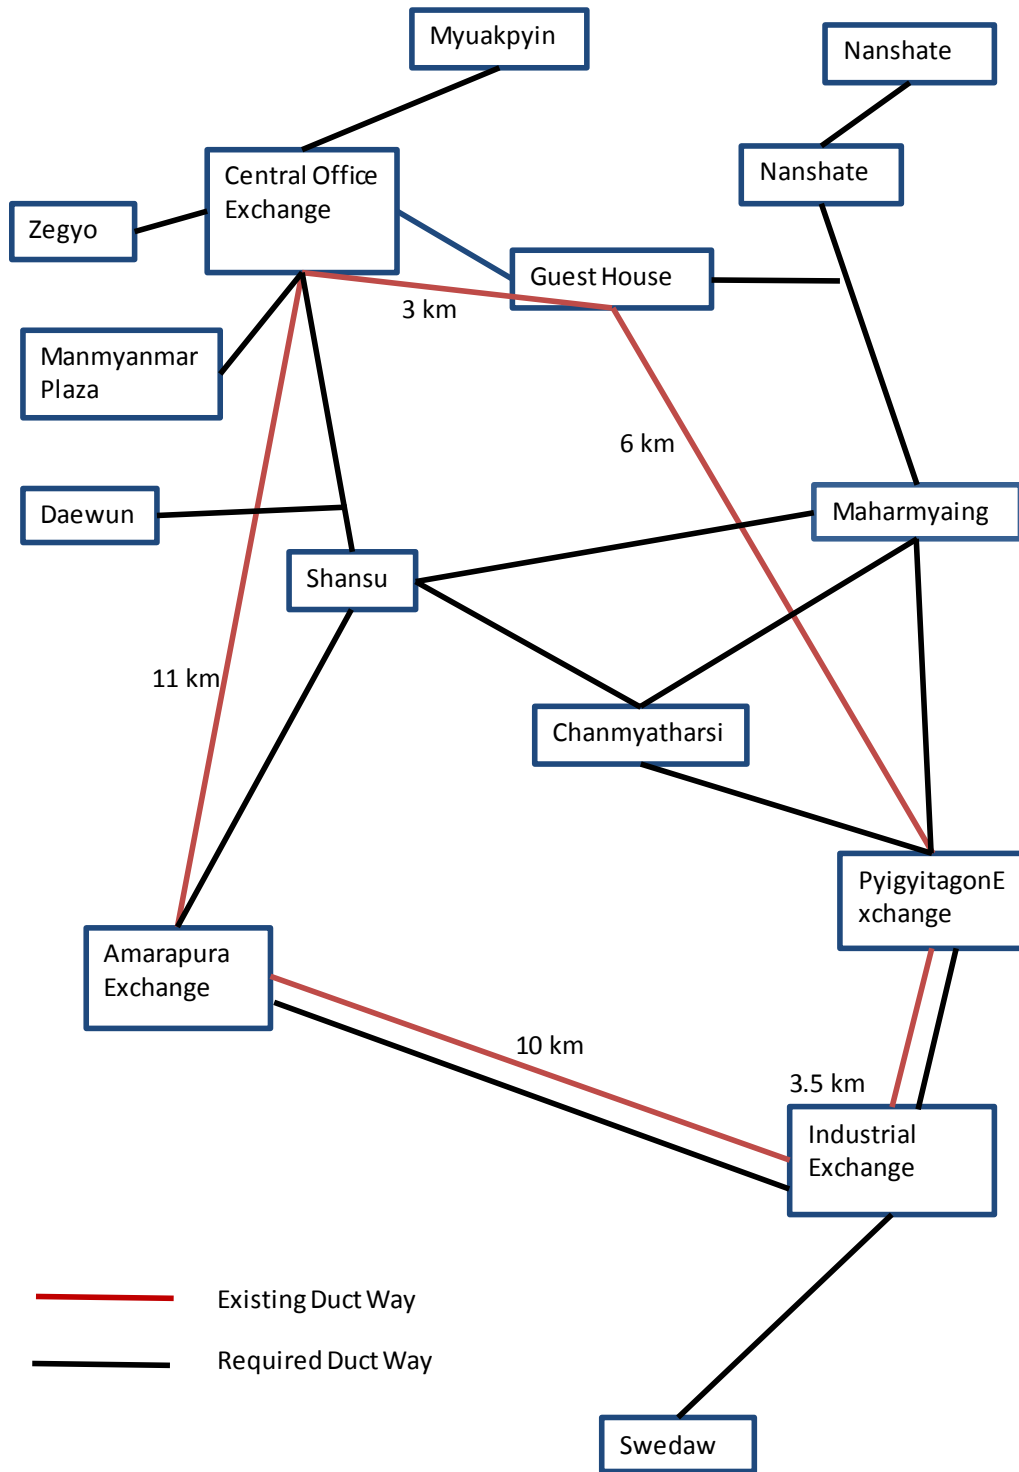 Myuakpyin
Nanshate
Nanshate
Central Office
Exchange
Zegyo
Guest House
3 km
Manmyanmar
Plaza
6 km
Daewun
Maharmyaing
Shansu
11 km
Chanmyatharsi
PyigyitagonE
xchange
Amarapura
Exchange
10 km
3.5 km
Industrial
Exchange
Existing Duct Way
Required Duct Way
Swedaw